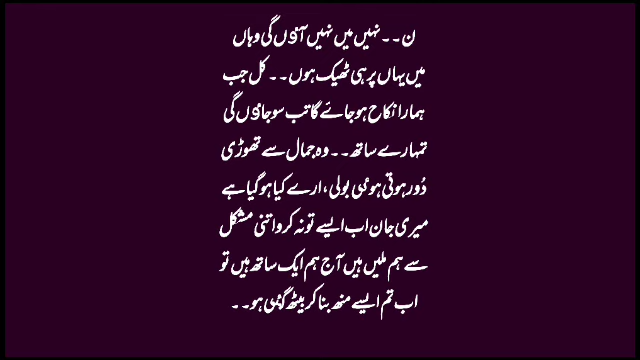 ن۔۔نہیں میں نہیں آؤں گی وہاں
میں یہاں پر ہی ٹھیک ہوں۔۔کل جب
ہمارا نکاح ہو جائے گا تب سو جاؤں گی
تمہارے ساتھ۔۔وہ جمال سے تھوڑی
دُور ہوتی ہوئی بولی، ارے کیا ہو گیا ہے
میری جان اب ایسے تو نہ کرو اتنی مشکل
سے ہم ملیں ہیں آج ہم ایک ساتھ ہیں تو
اب تم ایسے منھ بنا کر بیٹھ گئی ہو۔۔